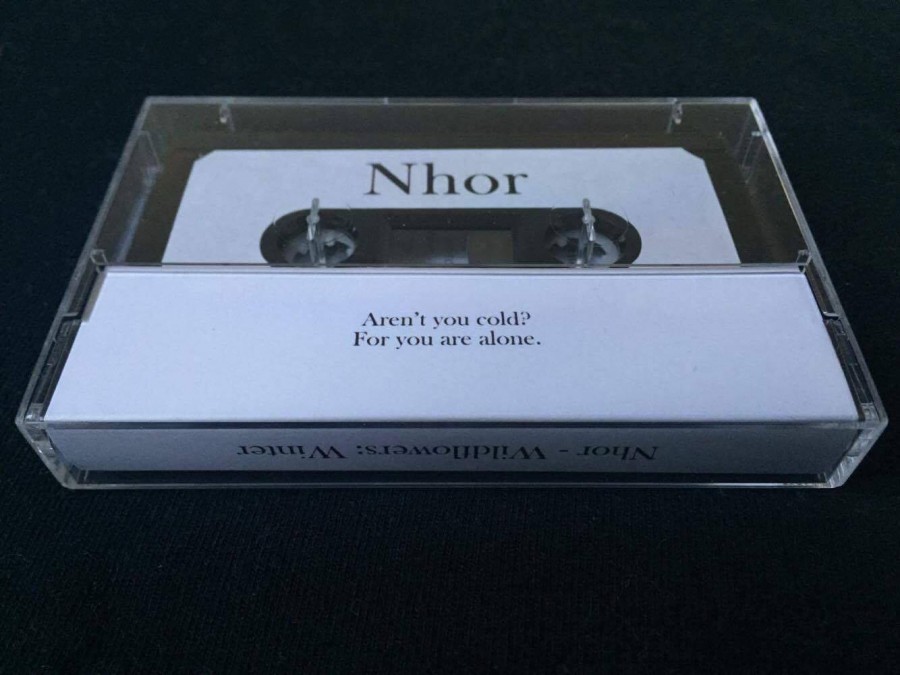 Nhor
Aren't you cold?
For you are alone.
Nhor - Wildflowers: Winter